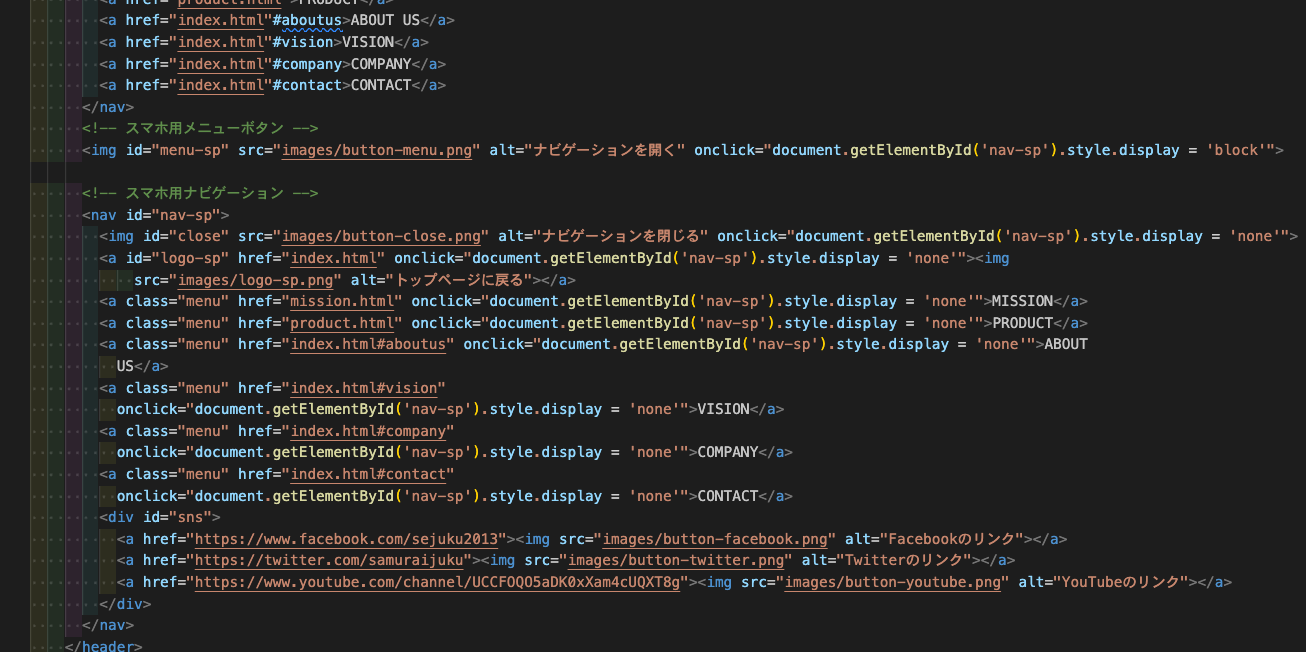 <a href="product.html">PRODUCT</a>
<a href="index.html"#aboutus>ABOUT US</a>
<a href="index.html"#vision>VISION</a>
<a href="index.html"#company>COMPANY</a>
<a href="index.html"#contact>CONTACT</a>
</nav>
<!-- スマホ用メニューボタン -->
<img id="menu-sp" src="images/button-menu.png" alt="ナビゲーションを開く" onclick="document.getElementById('nav-sp').style.display = 'block'">
<!-- スマホ用ナビゲーション -->
<nav id="nav-sp">
<img id="close" src="images/button-close.png" alt="ナビゲーションを閉じる" onclick="document.getElementById('nav-sp').style.display = 'none'">
<a id="logo-sp" href="index.html" onclick="document.getElementById('nav-sp').style.display = 'none'"><img
src="images/logo-sp.png" alt="トップページに戻る"></a>
<a class="menu" href="mission.html" onclick="document.getElementById('nav-sp').style.display = 'none'">MISSION</a>
<a class="menu" href="product.html" onclick="document.getElementById('nav-sp').style.display = 'none'">PRODUCT</a>
<a class="menu" href="index.html#aboutus" onclick="document.getElementById('nav-sp').style.display = 'none'">ABOUT
US</a>
<a class="menu" href="index.html#vision"
onclick="document.getElementById('nav-sp').style.display = 'none'">VISION</a>
<a class="menu" href="index.html#company"
onclick="document.getElementById('nav-sp').style.display = 'none'">COMPANY</a>
<a class="menu" href="index.html#contact"
onclick="document.getElementById('nav-sp').style.display = 'none'">CONTACT</a>
<div id="sns">
<a href="https://www.facebook.com/sejuku2013"><img src="images/button-facebook.png" alt="Facebookのリンク"></a>
<a href="https://twitter.com/samuraijuku"><img src="images/button-twitter.png" alt="Twitterのリンク"></a>
<a href="https://www.youtube.com/channel/UCCFOQO5aDK0xXam4cUQXT8g"><img src="images/button-youtube.png" alt="YouTubeのリンク"></a>
</div>
</nav>
</header>